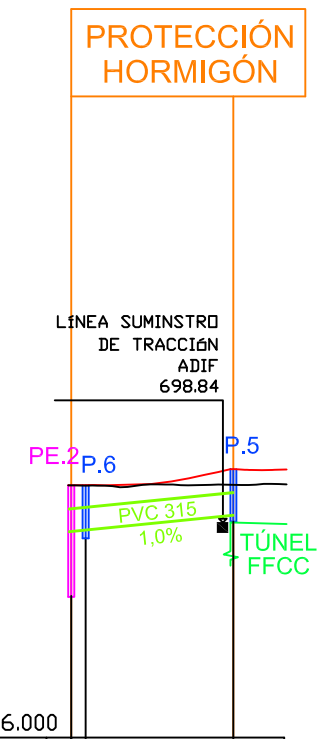 PROTECCIÓN
HORMIGÓN
LíNEA SUMINSTRO
DE TRACCIóN
ADIF
698.84
PE.2
P.6
P.5
PVC 315
1,0%
TÚNEL
FFCC
6.000